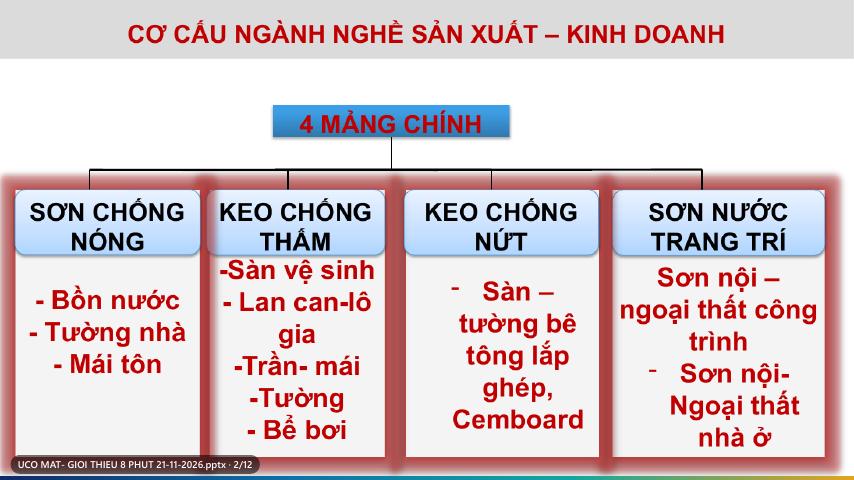 CƠ CẤU NGÀNH NGHỀ SẢN XUẤT – KINH DOANH
4 MẢNG CHÍNH
SƠN CHỐNG
NÓNG
- Bồn nước
- Tường nhà
- Mái tôn
KEO CHỐNG
THẤM
-Sàn vệ sinh
- Lan can-lô
gia
-Trần- mái
-Tường
- Bể bơi
KEO CHỐNG
NỨT
- Sàn –
tường bê
tông lắp
ghép,
Cemboard
SƠN NƯỚC
TRANG TRÍ
Sơn nội –
ngoại thất công
trình
- Sơn nội-
Ngoại thất
nhà ở
UCO MAT- GIOI THIEU 8 PHUT 21-11-2026.pptx · 2/12